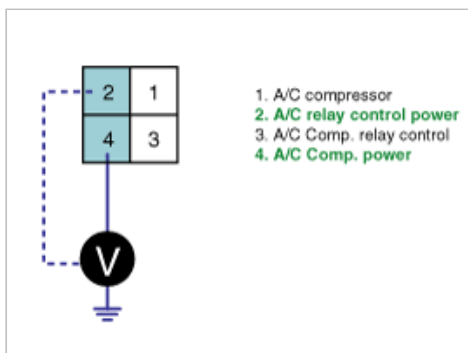 2 1
4 3
V
1. A/C compressor
2. A/C relay control power
3. A/C Comp. relay control
4. A/C Comp. power